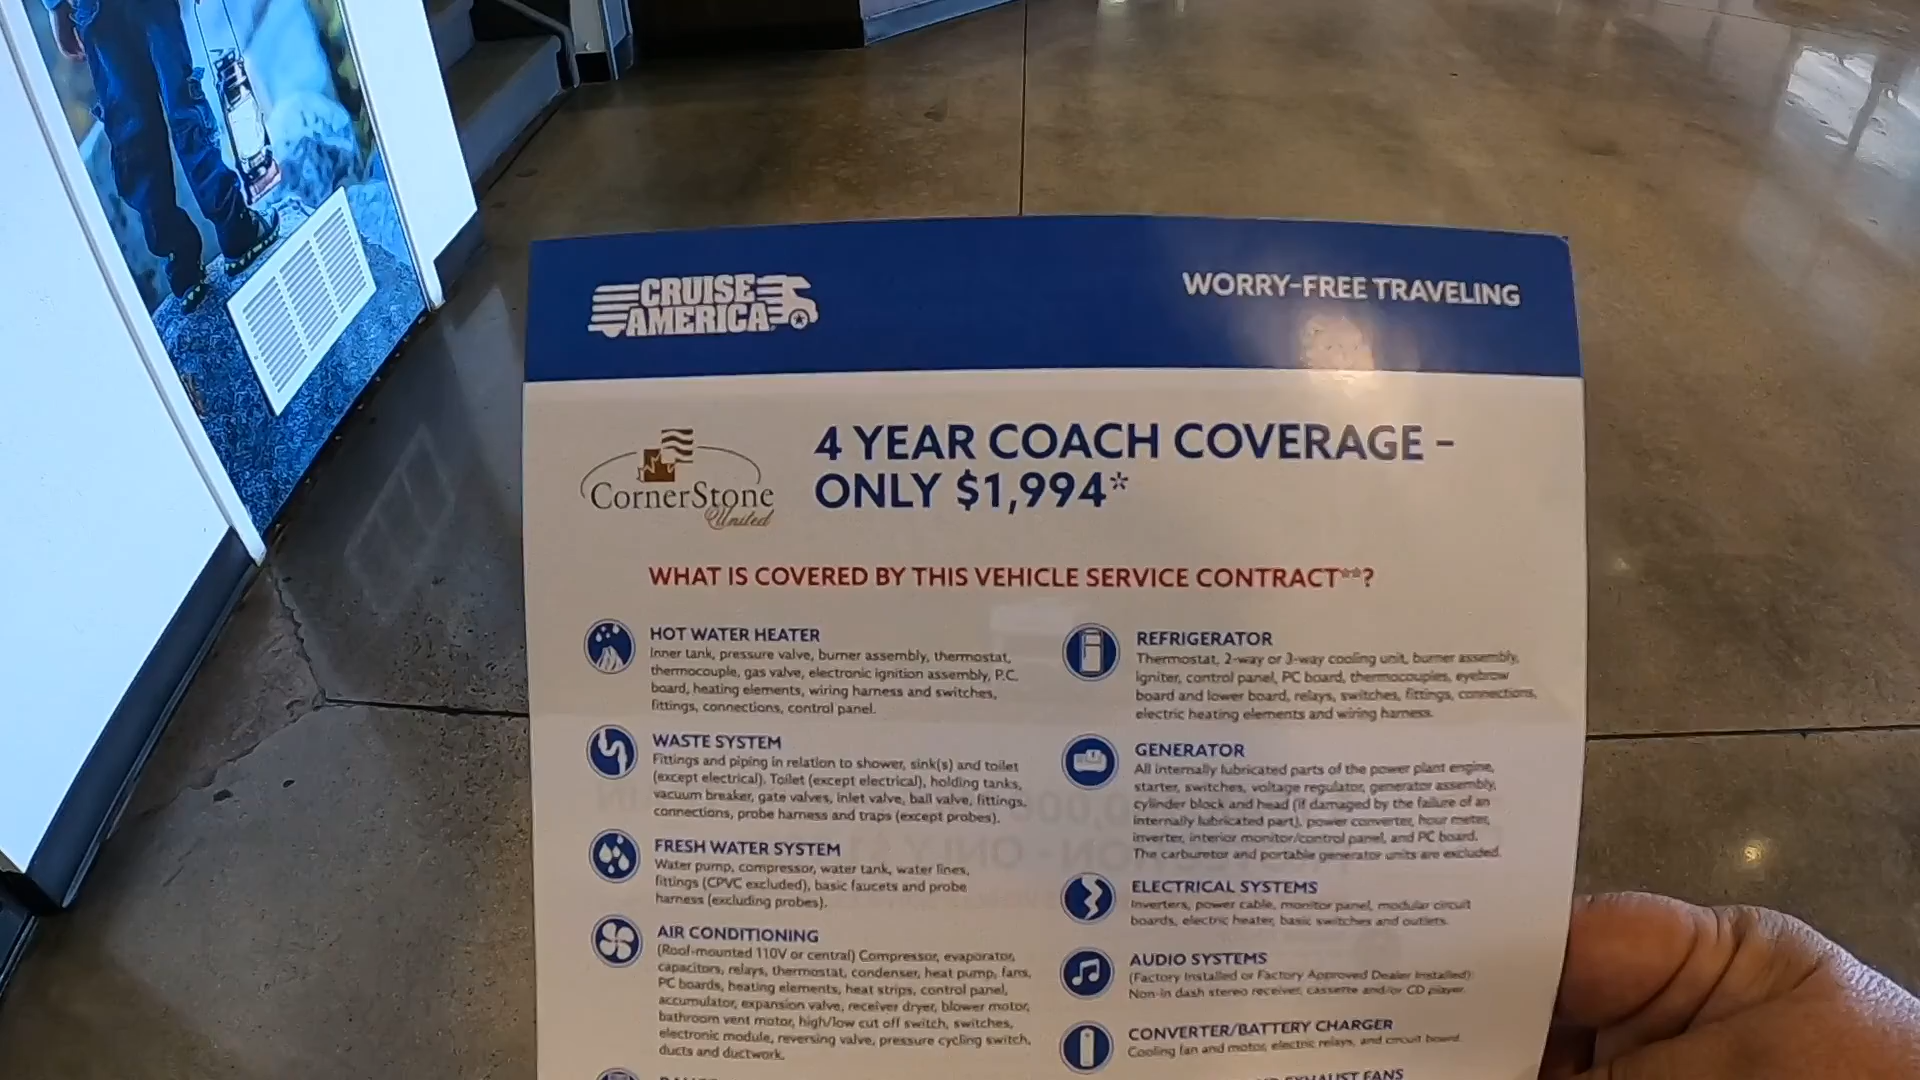 CRUISE
AMERICA
WORRY-FREE TRAVELING
CornerStone
United
4 YEAR COACH COVERAGE –
ONLY $1,994*
WHAT IS COVERED BY THIS VEHICLE SERVICE CONTRACT**?
HOT WATER HEATER
Inner tank, pressure valve, burner assembly, thermostat,
thermocouple, gas valve, electronic ignition assembly, P.C.
board, heating elements, wiring harness and switches,
fittings, connections, control panel.
WASTE SYSTEM
Fittings and piping in relation to shower, sink(s) and toilet
(except electrical). Toilet (except electrical), holding tanks,
vacuum breaker, gate valves, inlet valve, ball valve, fittings,
connections, probe harness and traps (except probes).
FRESH WATER SYSTEM
Water pump, compressor, water tank, water lines,
fittings (CPVC excluded), basic faucets and probe
harness (excluding probes).
AIR CONDITIONING
(Roof-mounted 110V or central) Compressor, evaporator,
capacitors, relays, thermostat, condenser, heat pump, fans,
PC boards, heating elements, heat strips, control panel,
accumulator, expansion valve, receiver dryer, blower motor,
bathroom vent motor, high/low cut off switch, switches,
electronic module, reversing valve, pressure cycling switch,
ducts and ductwork.
REFRIGERATOR
Thermostat, 2-way or 3-way cooling unit, burner assembly,
igniter, control panel, PC board, thermocouples, eyebrow
board and lower board, relays, switches, fittings, connections,
electric heating elements and wiring harness.
GENERATOR
All internally lubricated parts of the power plant engine,
starter, switches, voltage regulator, generator assembly,
cylinder block and head (if damaged by the failure of an
internally lubricated part), power converter, hour meter,
inverter, interior monitor/control panel, and PC board.
The carburetor and portable generator units are excluded.
ELECTRICAL SYSTEMS
Inverters, power cable, monitor panel, modular circuit
boards, electric heater, basic switches and outlets.
AUDIO SYSTEMS
(Factory Installed or Factory Approved Dealer Installed)
Non-in dash stereo receiver, cassette and/or CD player.
CONVERTER/BATTERY CHARGER
Cooling fan and motor, electric relays, and circuit board.
EXHAUST FANS